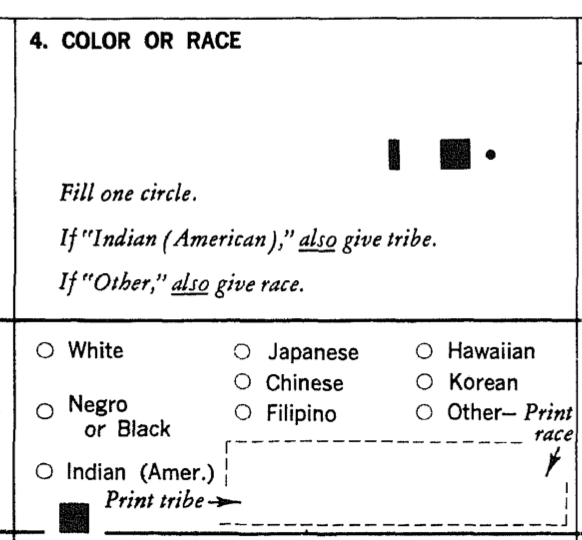 4. COLOR OR RACE
Fill one circle.
If "Indian (American)," also give tribe.
If "Other," also give race.
White
Negro
or Black
Indian (Amer.)
Print tribe
Japanese
Chinese
Filipino
Hawaiian
Korean
Other— Print
race